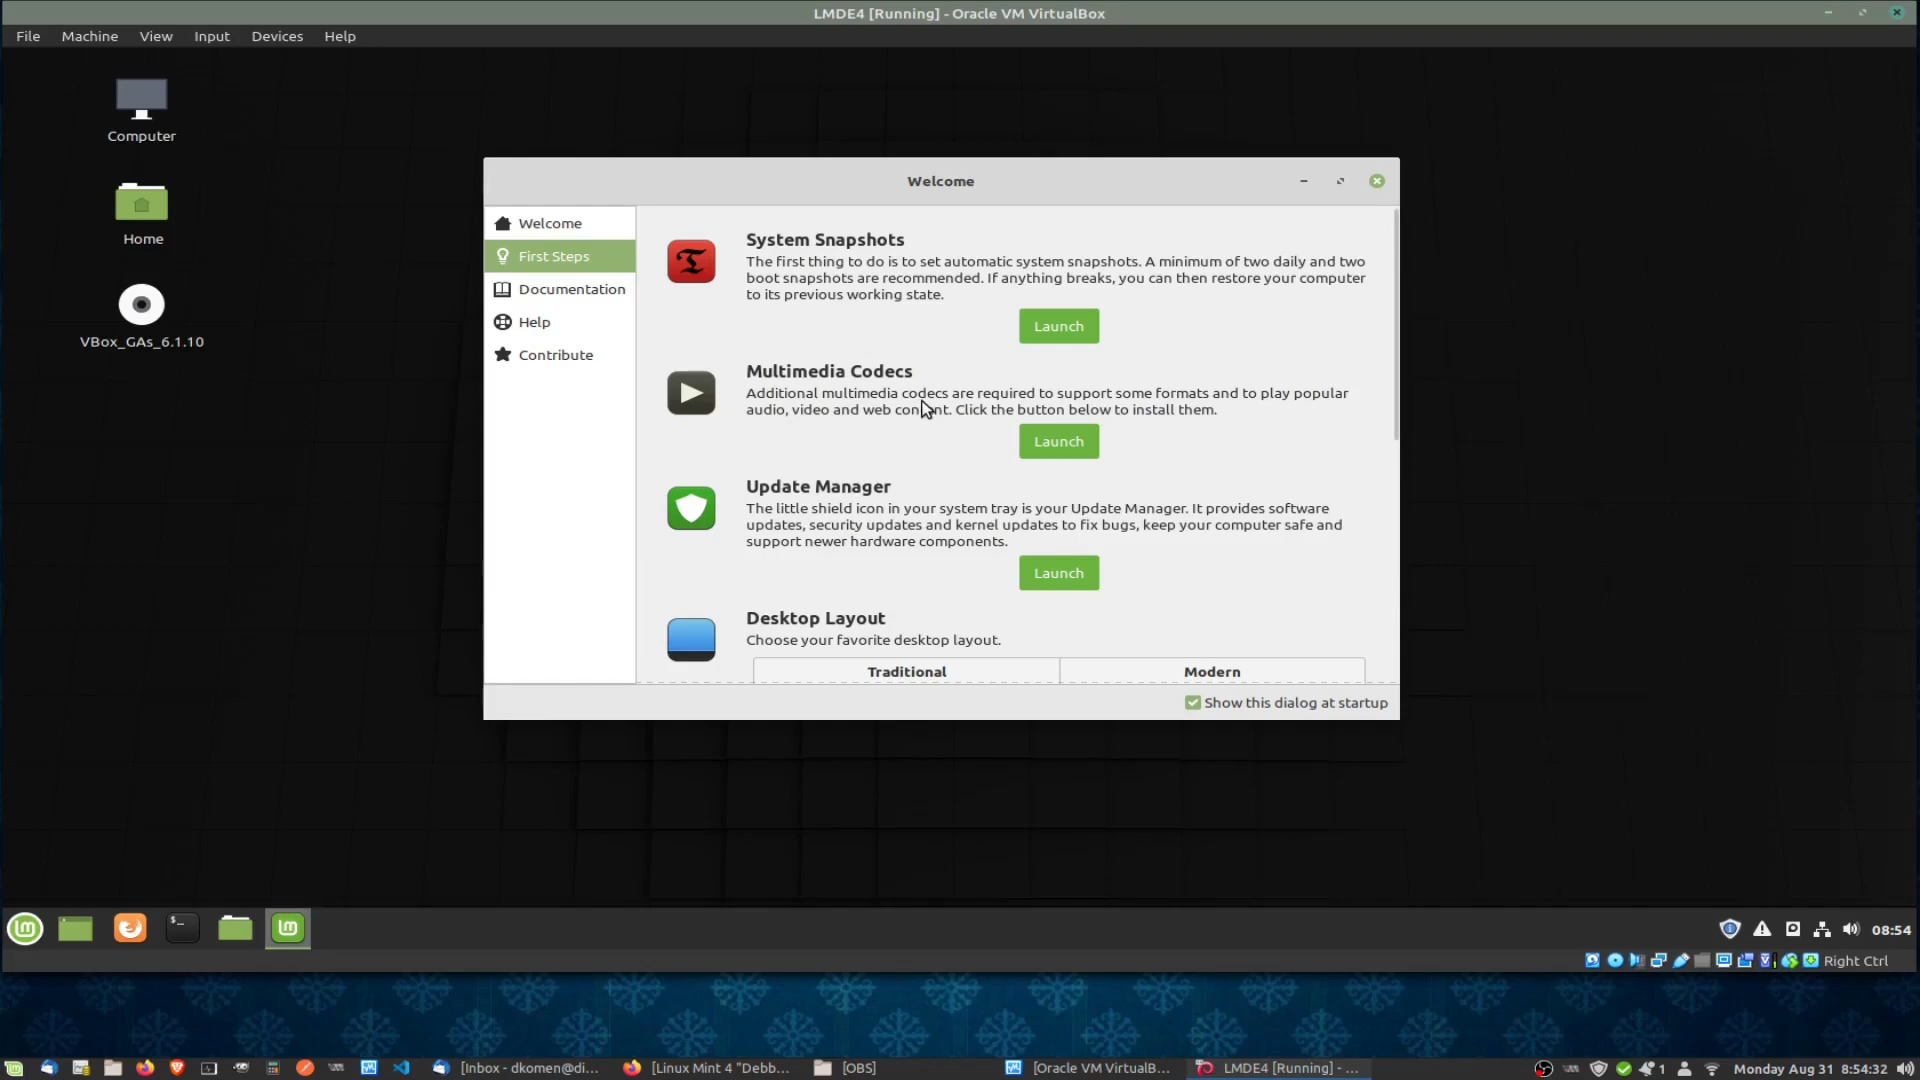 LMDE4 [Running] - Oracle VM VirtualBox
File Machine View Input Devices Help
Computer
Home
VBox_GAs_6.1.10
Welcome
Welcome
First Steps
Documentation
Help
Contribute
System Snapshots
The first thing to do is to set automatic system snapshots. A minimum of two daily and two
boot snapshots are recommended. If anything breaks, you can then restore your computer
to its previous working state.
Launch
Multimedia Codecs
Additional multimedia codecs are required to support some formats and to play popular
audio, video and web content. Click the button below to install them.
Launch
Update Manager
The little shield icon in your system tray is your Update Manager. It provides software
updates, security updates and kernel updates to fix bugs, keep your computer safe and
support newer hardware components.
Launch
Desktop Layout
Choose your favorite desktop layout.
Traditional Modern
Show this dialog at startup
08:54
Right Ctrl
[Inbox - dkomen@di... [Linux Mint 4 "Debb... [OBS] [Oracle VM VirtualB... LMDE4 [Running] - ... 1 Monday Aug 31 8:54:32